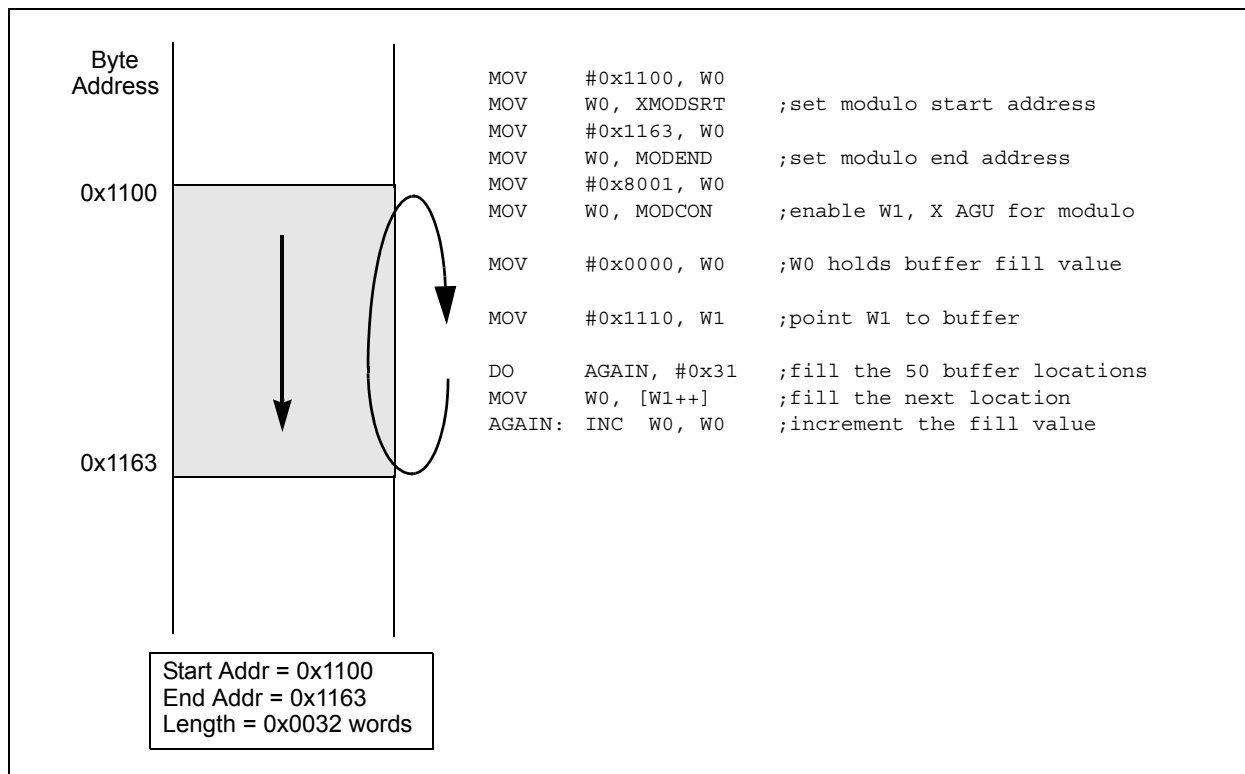 Byte
Address
0x1100
0x1163
MOV #0x1100, W0
MOV W0, XMODSRT ;set modulo start address
MOV #0x1163, W0
MOV W0, MODEND ;set modulo end address
MOV #0x8001, W0
MOV W0, MODCON ;enable W1, X AGU for modulo
MOV #0x0000, W0 ;W0 holds buffer fill value
MOV #0x1110, W1 ;point W1 to buffer
DO AGAIN, #0x31 ;fill the 50 buffer locations
MOV W0, [W1++] ;fill the next location
AGAIN: INC W0, W0 ;increment the fill value
Start Addr = 0x1100
End Addr = 0x1163
Length = 0x0032 words